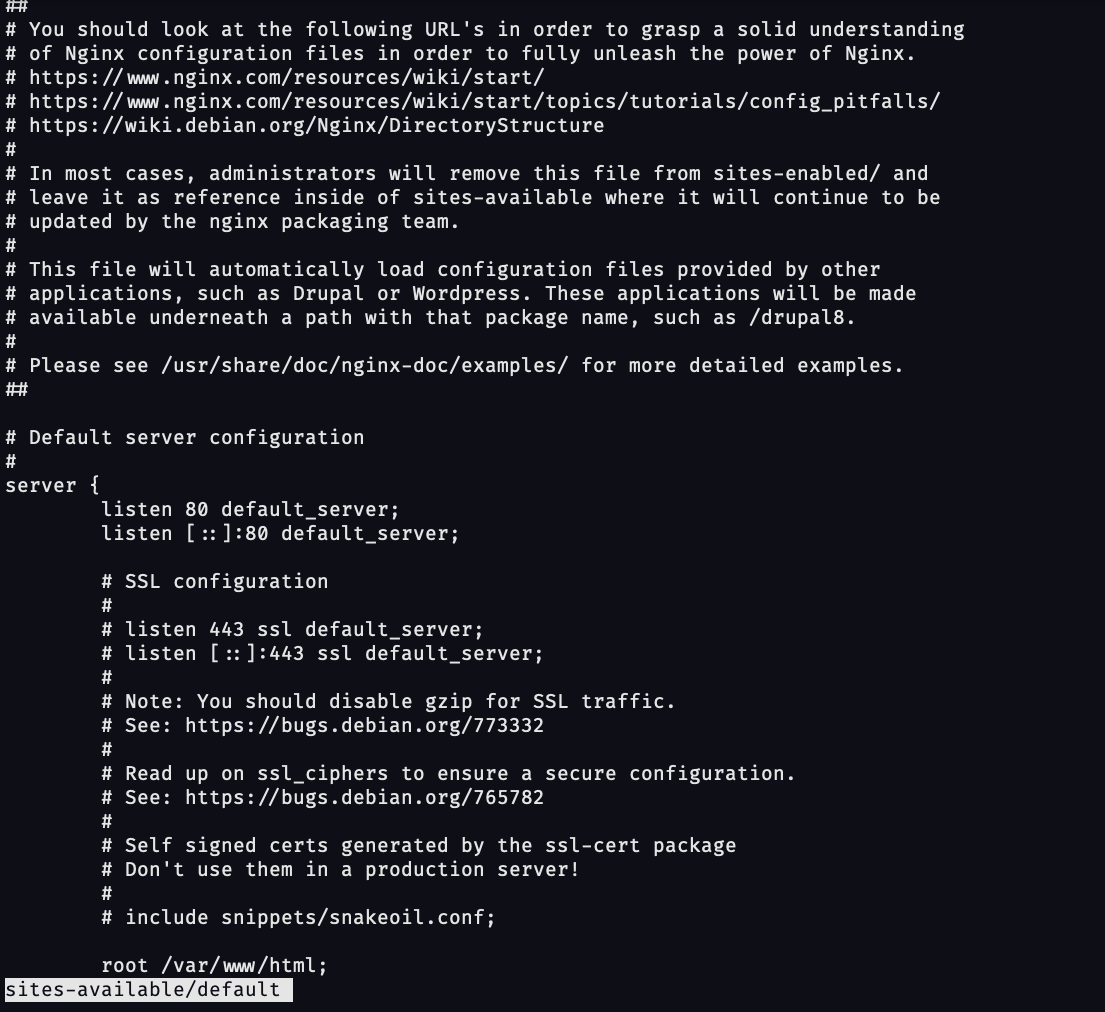 ##
# You should look at the following URL's in order to grasp a solid understanding
# of Nginx configuration files in order to fully unleash the power of Nginx.
# https://www.nginx.com/resources/wiki/start/
# https://www.nginx.com/resources/wiki/start/topics/tutorials/config_pitfalls/
# https://wiki.debian.org/Nginx/DirectoryStructure
#
# In most cases, administrators will remove this file from sites-enabled/ and
# leave it as reference inside of sites-available where it will continue to be
# updated by the nginx packaging team.
#
# This file will automatically load configuration files provided by other
# applications, such as Drupal or Wordpress. These applications will be made
# available underneath a path with that package name, such as /drupal8.
#
# Please see /usr/share/doc/nginx-doc/examples/ for more detailed examples.
##

# Default server configuration
#
server {
        listen 80 default_server;
        listen [::]:80 default_server;

        # SSL configuration
        #
        # listen 443 ssl default_server;
        # listen [::]:443 ssl default_server;
        #
        # Note: You should disable gzip for SSL traffic.
        # See: https://bugs.debian.org/773332
        #
        # Read up on ssl_ciphers to ensure a secure configuration.
        # See: https://bugs.debian.org/765782
        #
        # Self signed certs generated by the ssl-cert package
        # Don't use them in a production server!
        #
        # include snippets/snakeoil.conf;

        root /var/www/html;
sites-available/default